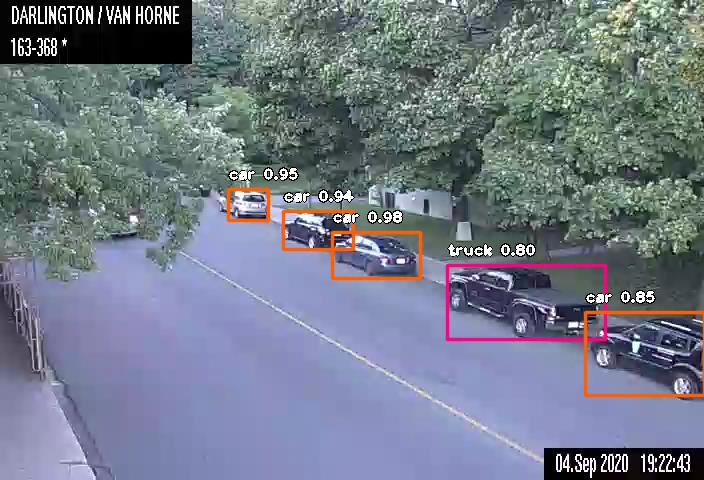 DARLINGTON / VAN HORNE
163-368 *
car 0.95
car 0.94
car 0.98
truck 0.80
car 0.85
04.Sep 2020 19:22:43